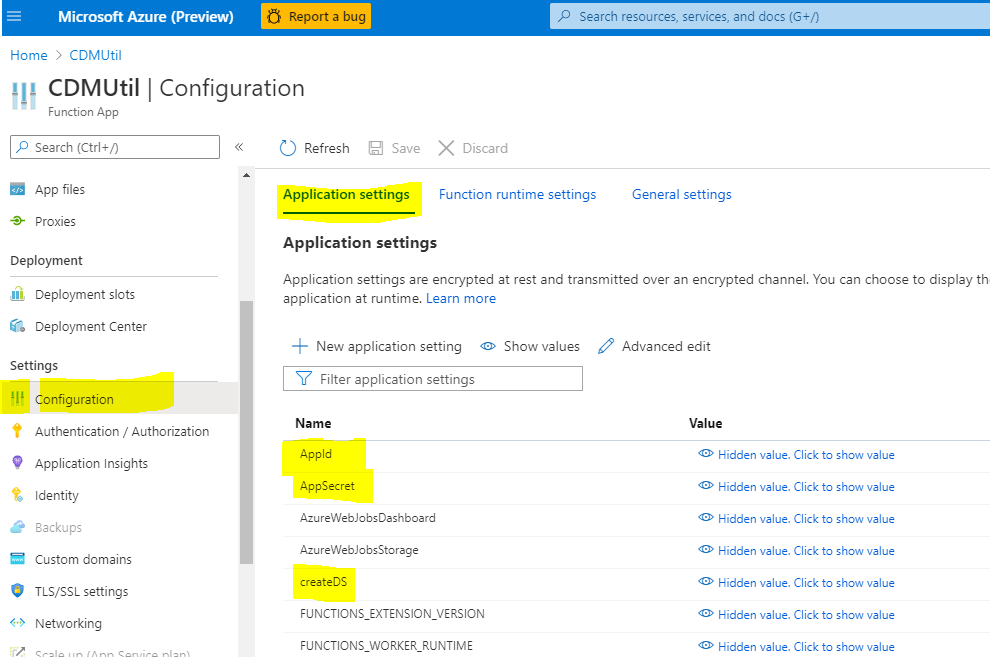 Microsoft Azure (Preview)
Report a bug
Search resources, services, and docs (G+/)
Home > CDMUtil
CDMUtil | Configuration
Function App
Search (Ctrl+/)
«
App files
Proxies
Deployment
Deployment slots
Deployment Center
Settings
Configuration
Authentication / Authorization
Application Insights
Identity
Backups
Custom domains
TLS/SSL settings
Networking
Scale up (App Service plan)
Refresh
Save
Discard
Application settings
Function runtime settings
General settings
Application settings
Application settings are encrypted at rest and transmitted over an encrypted channel. You can choose to display the
application at runtime. Learn more
New application setting
Show values
Advanced edit
Filter application settings
Name Value
AppId Hidden value. Click to show value
AppSecret Hidden value. Click to show value
AzureWebJobsDashboard Hidden value. Click to show value
AzureWebJobsStorage Hidden value. Click to show value
createDS Hidden value. Click to show value
FUNCTIONS_EXTENSION_VERSION Hidden value. Click to show value
FUNCTIONS_WORKER_RUNTIME Hidden value. Click to show value